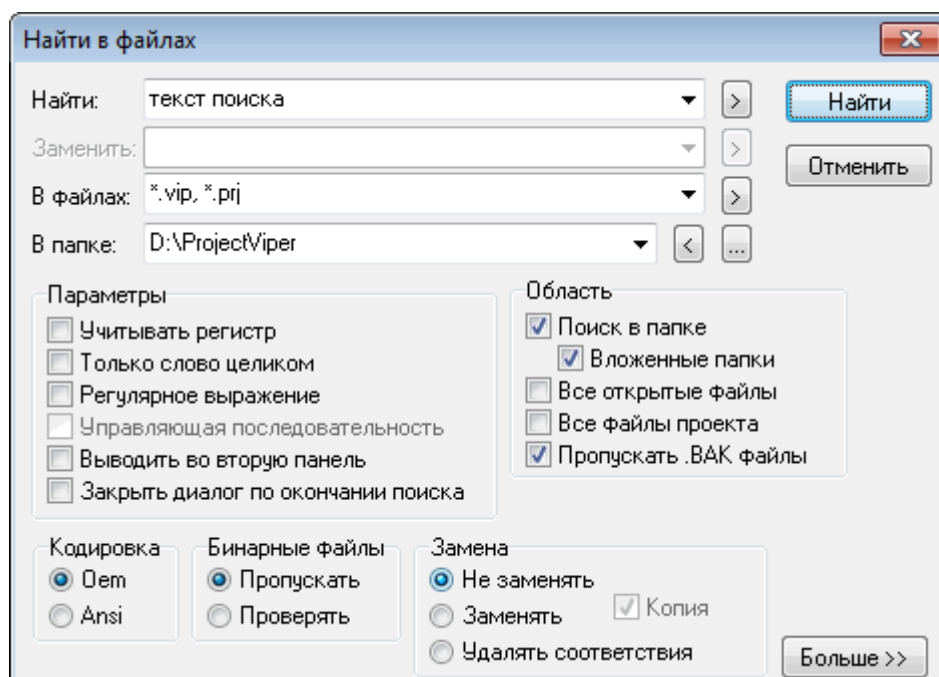 Найти в файлах
Найти: текст поиска > Найти
Заменить: > Отменить
В файлах: *.vip, *.prj >
В папке: D:\ProjectViper < ...
Параметры
Учитывать регистр
Только слово целиком
Регулярное выражение
Управляющая последовательность
Выводить во вторую панель
Закрыть диалог по окончании поиска
Область
Поиск в папке
Вложенные папки
Все открытые файлы
Все файлы проекта
Пропускать .BAK файлы
Кодировка
Oem
Ansi
Бинарные файлы
Пропускать
Проверять
Замена
Не заменять
Заменять Копия
Удалять соответствия
Больше >>